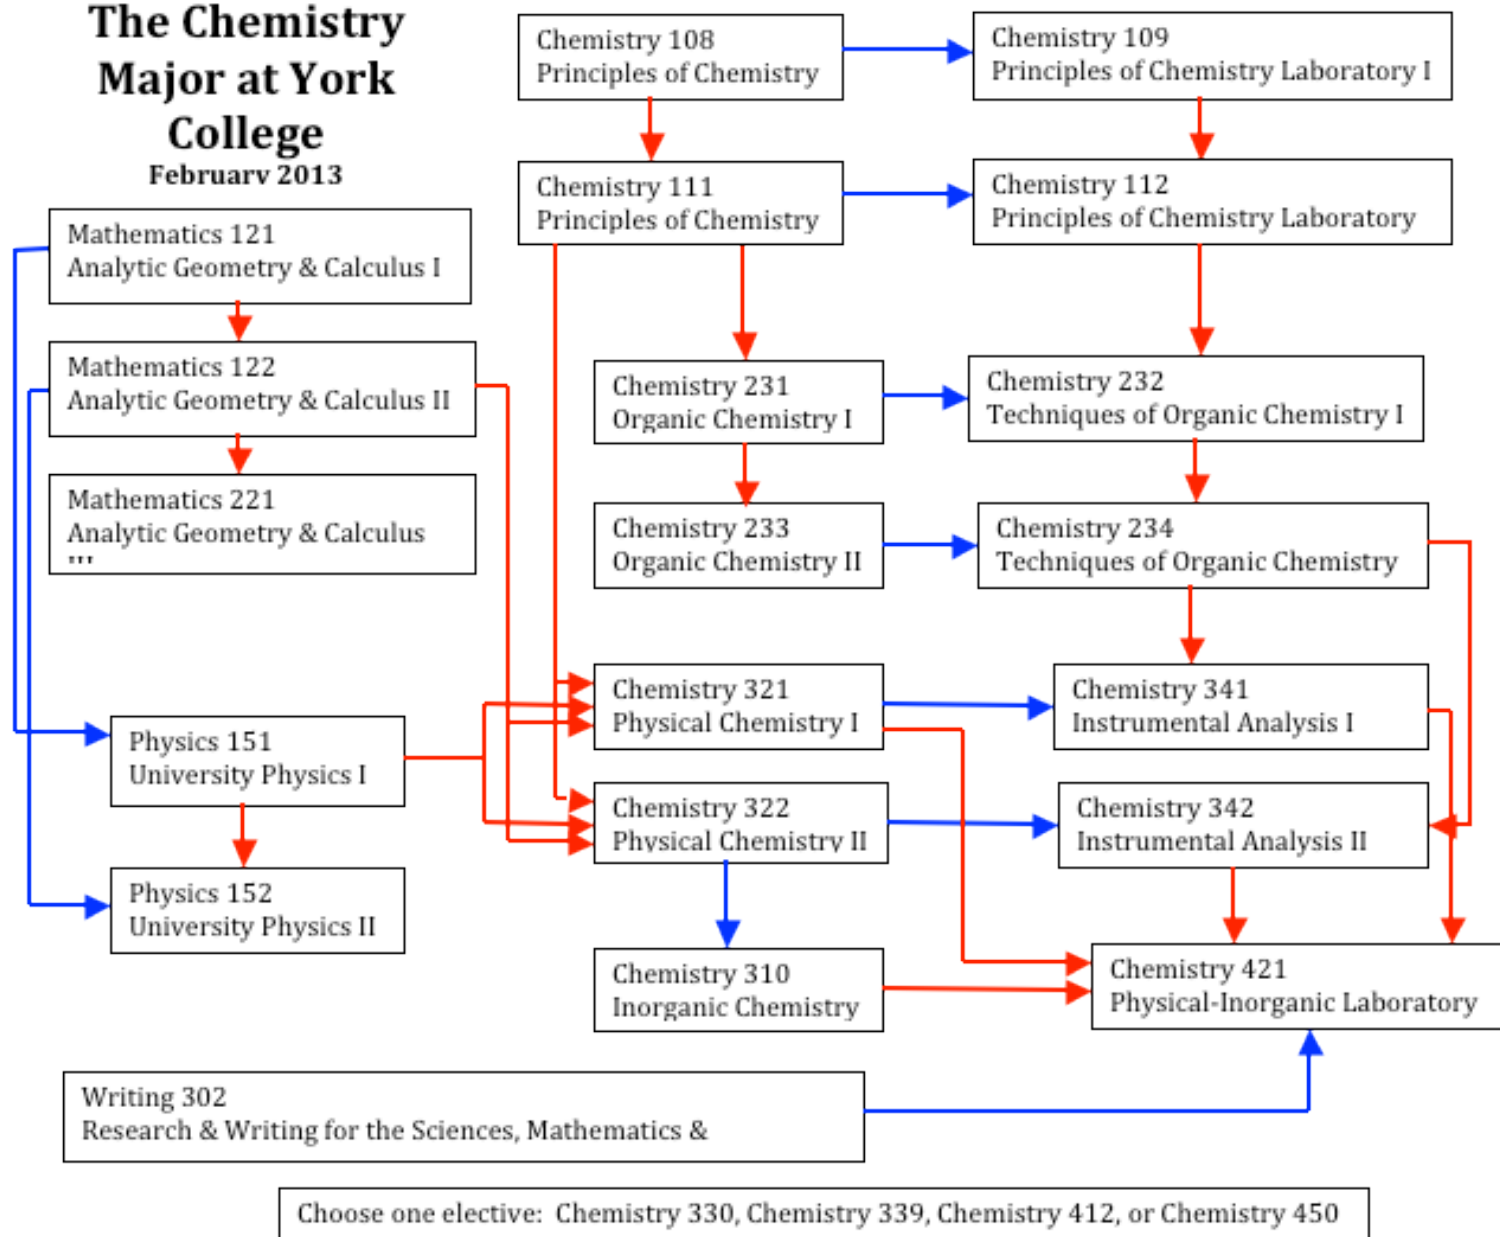 The Chemistry
Major at York
College
February 2013
Chemistry 108
Principles of Chemistry
Chemistry 109
Principles of Chemistry Laboratory I
Chemistry 111
Principles of Chemistry
Chemistry 112
Principles of Chemistry Laboratory
Mathematics 121
Analytic Geometry & Calculus I
Mathematics 122
Analytic Geometry & Calculus II
Mathematics 221
Analytic Geometry & Calculus
III
Chemistry 231
Organic Chemistry I
Chemistry 232
Techniques of Organic Chemistry I
Chemistry 233
Organic Chemistry II
Chemistry 234
Techniques of Organic Chemistry
Chemistry 321
Physical Chemistry I
Chemistry 341
Instrumental Analysis I
Physics 151
University Physics I
Chemistry 322
Physical Chemistry II
Chemistry 342
Instrumental Analysis II
Physics 152
University Physics II
Chemistry 310
Inorganic Chemistry
Chemistry 421
Physical-Inorganic Laboratory
Writing 302
Research & Writing for the Sciences, Mathematics &
Choose one elective: Chemistry 330, Chemistry 339, Chemistry 412, or Chemistry 450